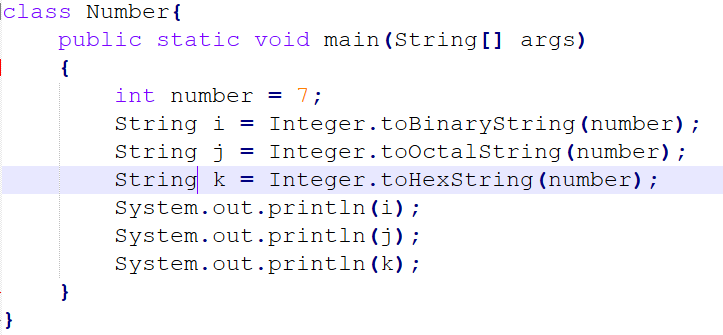 class Number{
public static void main(String[] args)
{
int number = 7;
String i = Integer.toBinaryString(number);
String j = Integer.toOctalString(number);
String k = Integer.toHexString(number);
System.out.println(i);
System.out.println(j);
System.out.println(k);
}
}